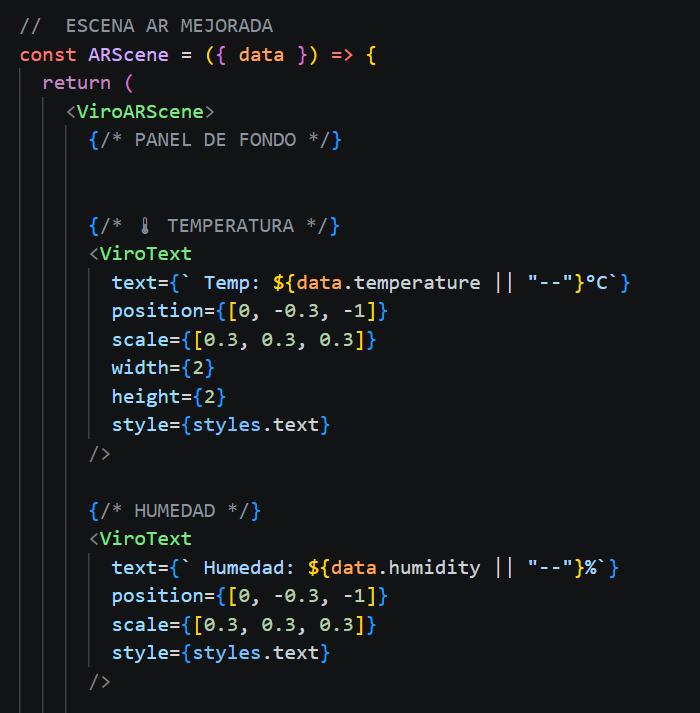 //  ESCENA AR MEJORADA
const ARScene = ({ data }) => {
  return (
    <ViroARScene>
      {/* PANEL DE FONDO */}
      {/* 🌡 TEMPERATURA */}
      <ViroText
        text={` Temp: ${data.temperature || "--"}°C`}
        position={[0, -0.3, -1]}
        scale={[0.3, 0.3, 0.3]}
        width={2}
        height={2}
        style={styles.text}
      />
      {/* HUMEDAD */}
      <ViroText
        text={` Humedad: ${data.humidity || "--"}%`}
        position={[0, -0.3, -1]}
        scale={[0.3, 0.3, 0.3]}
        style={styles.text}
      />